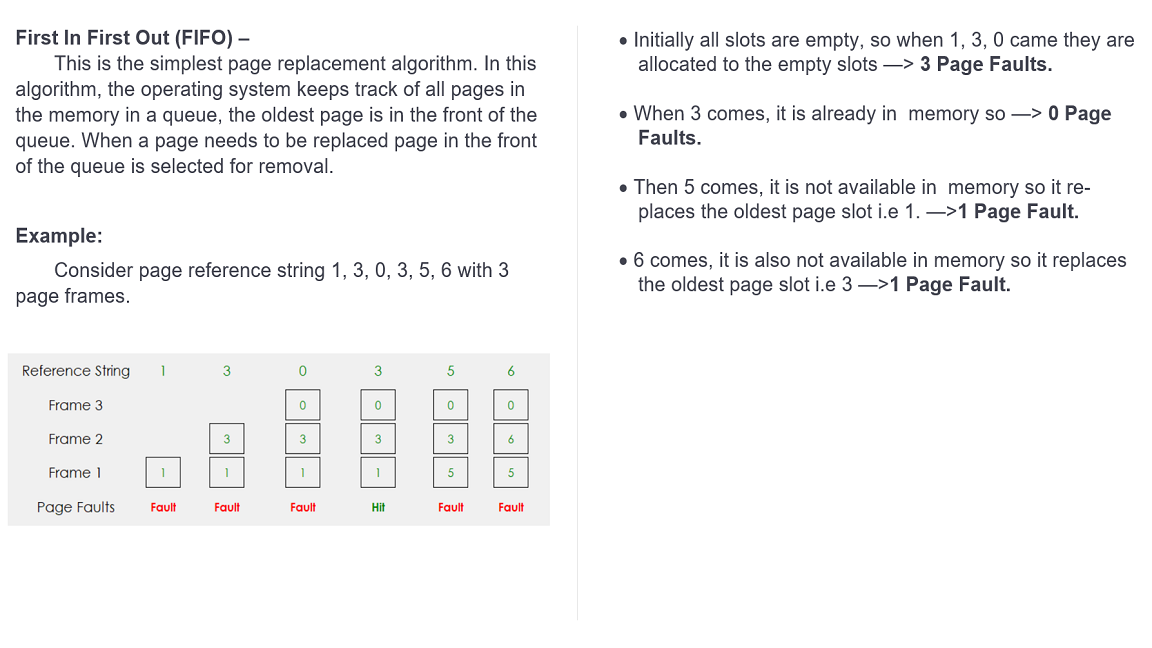 First In First Out (FIFO) –
This is the simplest page replacement algorithm. In this
algorithm, the operating system keeps track of all pages in
the memory in a queue, the oldest page is in the front of the
queue. When a page needs to be replaced page in the front
of the queue is selected for removal.
Example:
Consider page reference string 1, 3, 0, 3, 5, 6 with 3
page frames.
Reference String 1 3 0 3 5 6
Frame 3 0 0 0 0
Frame 2 3 3 3 3 6
Frame 1 1 1 1 1 5 5
Page Faults Fault Fault Fault Hit Fault Fault
• Initially all slots are empty, so when 1, 3, 0 came they are
allocated to the empty slots —> 3 Page Faults.
• When 3 comes, it is already in  memory so —> 0 Page
Faults.
• Then 5 comes, it is not available in  memory so it re-
places the oldest page slot i.e 1. —>1 Page Fault.
• 6 comes, it is also not available in memory so it replaces
the oldest page slot i.e 3 —>1 Page Fault.